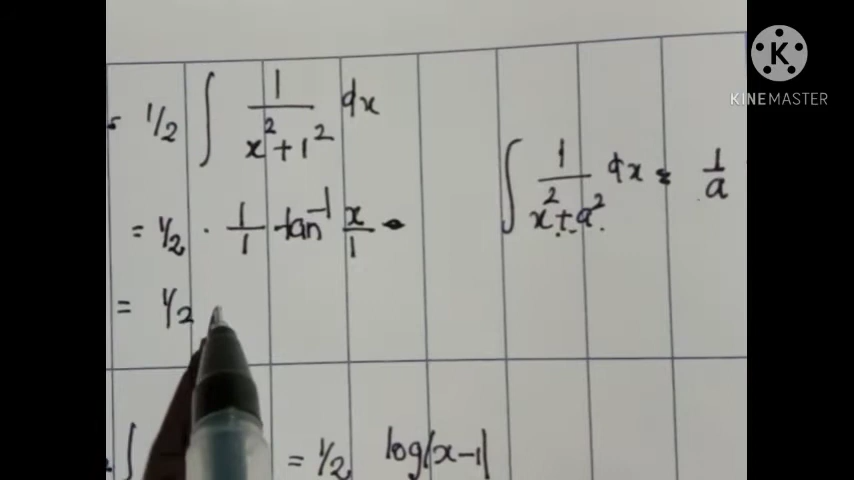 = 1/2 ∫ 1/(x²+1²) dx
= 1/2 · 1/1 tan⁻¹ x/1
= 1/2
∫ 1/(x²+a²) dx = 1/a
∫ = 1/2 log|x-1|
KINEMASTER